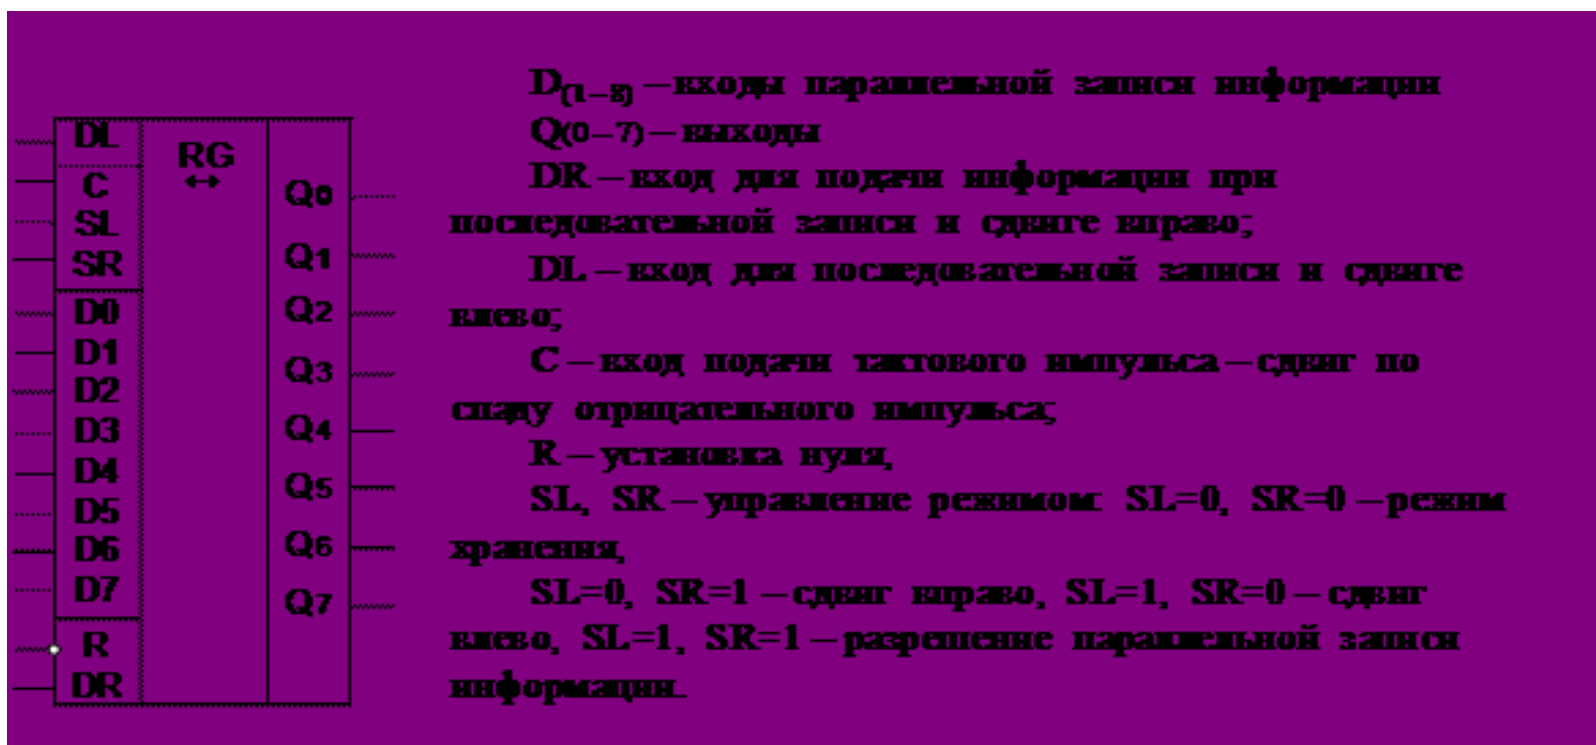 DL
RG
↔
C
SL
SR
D0
D1
D2
D3
D4
D5
D6
D7
R
DR
Q0
Q1
Q2
Q3
Q4
Q5
Q6
Q7
D(1–8) – входы параллельной записи информации
Q(0–7) – выходы
DR – вход для подачи информации при
последовательной записи и сдвиге вправо;
DL – вход для последовательной записи и сдвиге
влево;
C – вход подачи тактового импульса – сдвиг по
спаду отрицательного импульса;
R – установка нуля,
SL, SR – управление режимом: SL=0, SR=0 – режим
хранения,
SL=0, SR=1 – сдвиг вправо, SL=1, SR=0 – сдвиг
влево, SL=1, SR=1 – разрешение параллельной записи
информации.